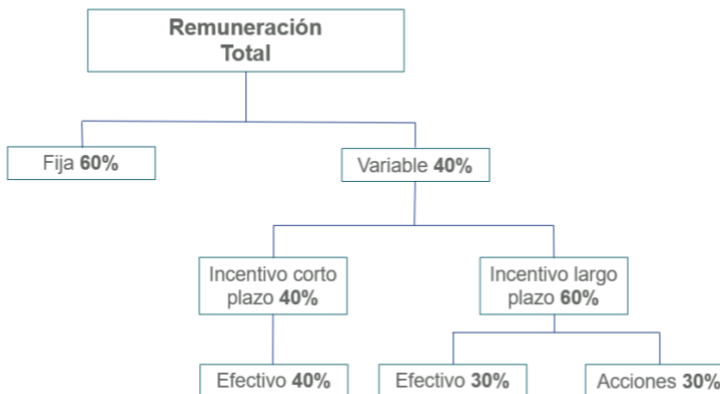 Remuneración
Total
Fija 60%
Variable 40%
Incentivo corto
plazo 40%
Incentivo largo
plazo 60%
Efectivo 40%
Efectivo 30%
Acciones 30%